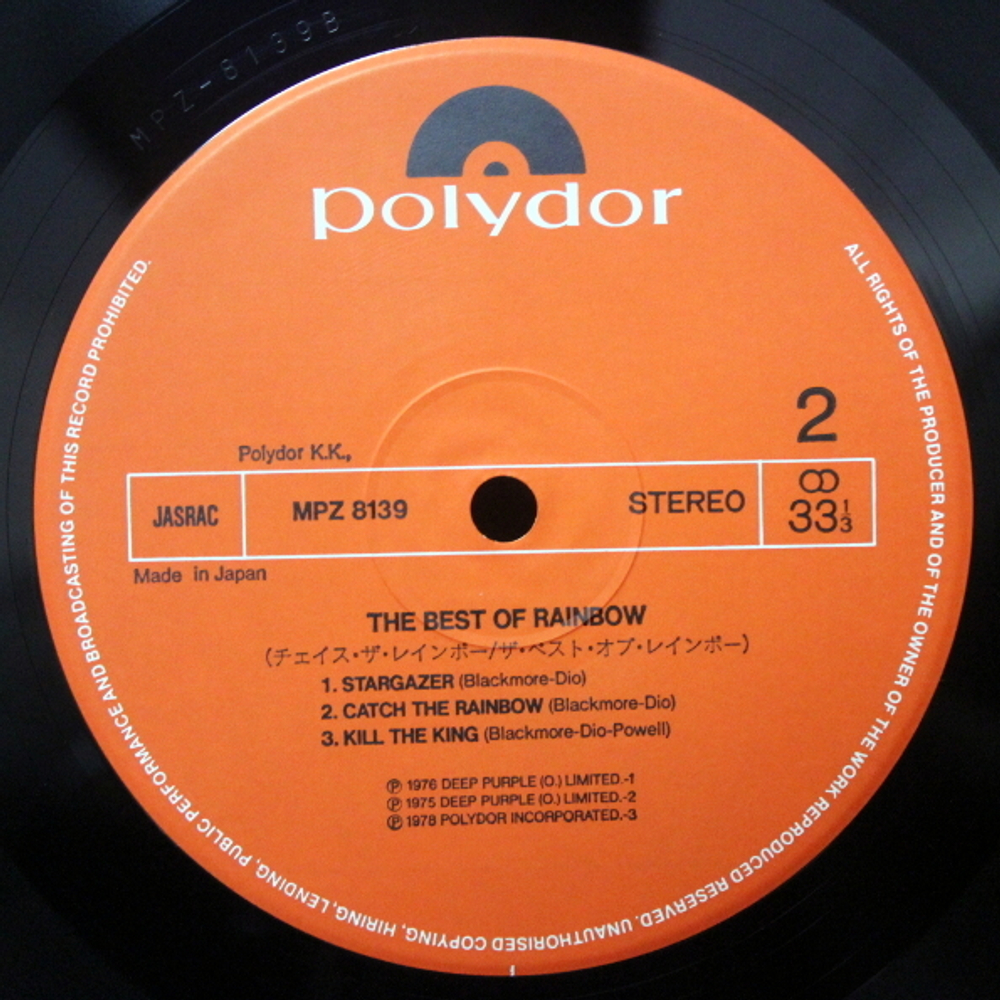 MPZ-8139B
polydor
ALL RIGHTS OF THE PRODUCER AND OF THE OWNER OF THE WORK REPRODUCED RESERVED. UNAUTHORISED COPYING, HIRING, LENDING, PUBLIC PERFORMANCE AND BROADCASTING OF THIS RECORD PROHIBITED.
2
Polydor K.K.,
JASRAC MPZ 8139 STEREO ꝏ 33 1/3
Made in Japan
THE BEST OF RAINBOW
(チェイス・ザ・レインボー/ザ・ベスト・オブ・レインボー)
1. STARGAZER (Blackmore-Dio)
2. CATCH THE RAINBOW (Blackmore-Dio)
3. KILL THE KING (Blackmore-Dio-Powell)
℗ 1976 DEEP PURPLE (O.) LIMITED.-1
℗ 1975 DEEP PURPLE (O.) LIMITED.-2
℗ 1978 POLYDOR INCORPORATED.-3